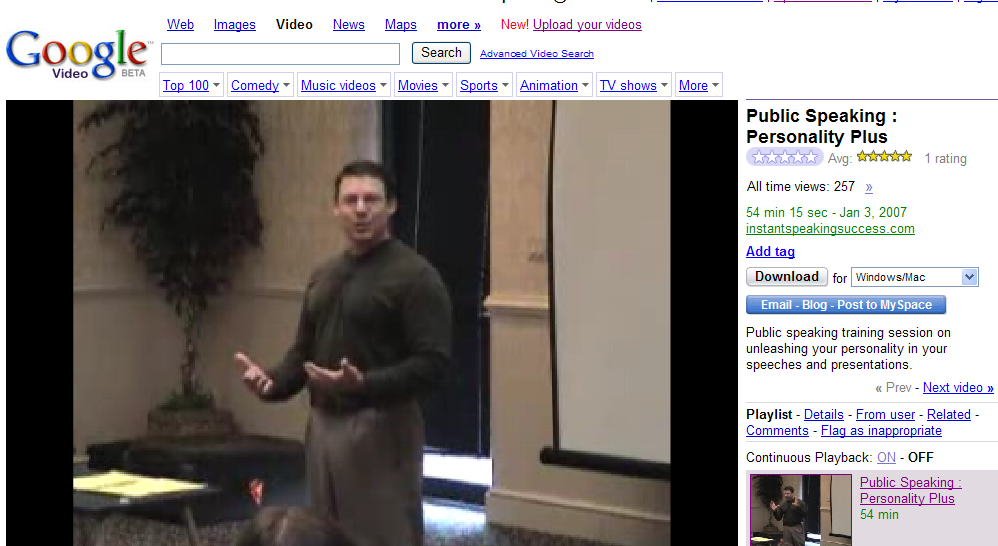 Web Images Video News Maps more » New! Upload your videos
Google™
Video BETA
Search Advanced Video Search
Top 100 Comedy Music videos Movies Sports Animation TV shows More
Public Speaking :
Personality Plus
Avg: 1 rating
All time views: 257 »
54 min 15 sec - Jan 3, 2007
instantspeakingsuccess.com
Add tag
Download for Windows/Mac
Email - Blog - Post to MySpace
Public speaking training session on
unleashing your personality in your
speeches and presentations.
« Prev - Next video »
Playlist - Details - From user - Related -
Comments - Flag as inappropriate
Continuous Playback: ON - OFF
Public Speaking :
Personality Plus
54 min